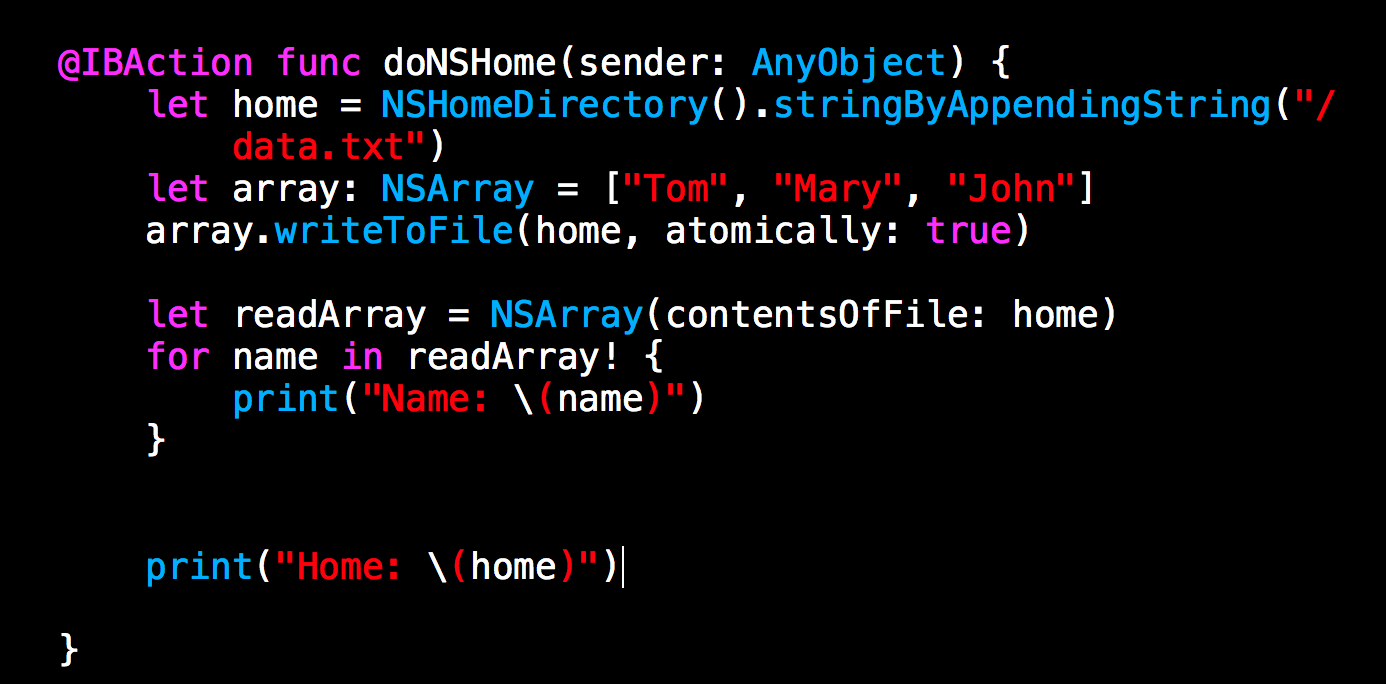 @IBAction func doNSHome(sender: AnyObject) {
    let home = NSHomeDirectory().stringByAppendingString("/
        data.txt")
    let array: NSArray = ["Tom", "Mary", "John"]
    array.writeToFile(home, atomically: true)
    let readArray = NSArray(contentsOfFile: home)
    for name in readArray! {
        print("Name: \(name)")
    }
    print("Home: \(home)")
}